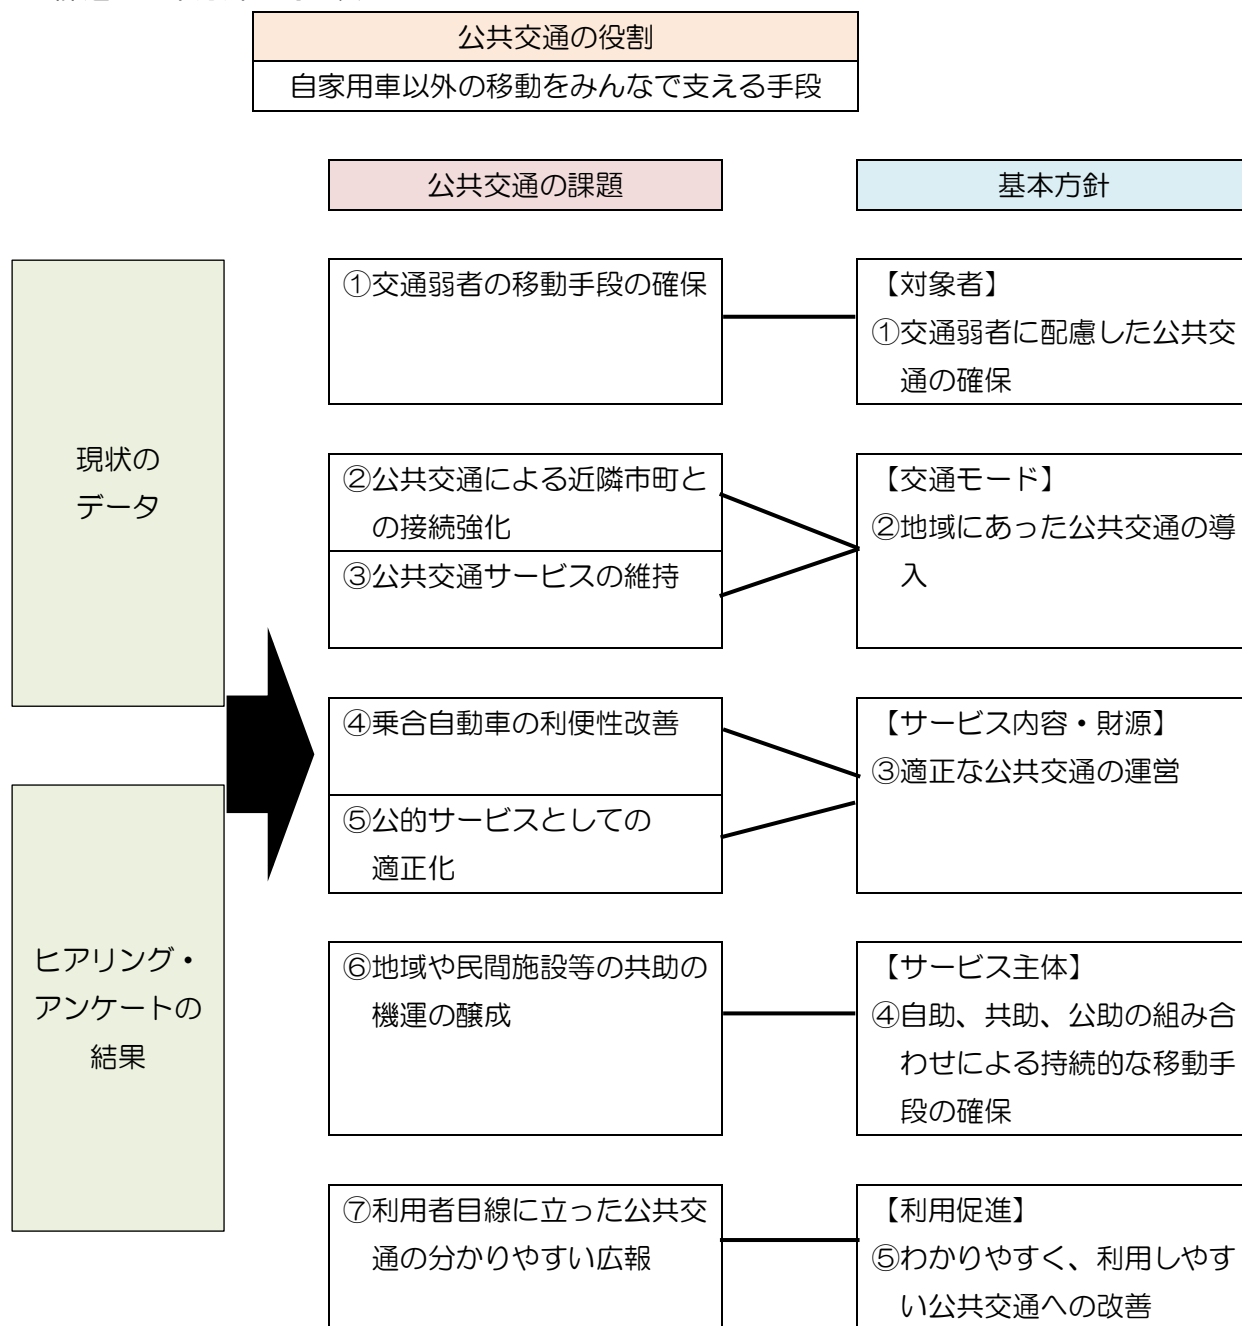 公共交通の役割
自家用車以外の移動をみんなで支える手段
公共交通の課題
基本方針
現状の
データ
ヒアリング・
アンケートの
結果
①交通弱者の移動手段の確保
【対象者】
①交通弱者に配慮した公共交
通の確保
②公共交通による近隣市町と
の接続強化
③公共交通サービスの維持
【交通モード】
②地域にあった公共交通の導
入
④乗合自動車の利便性改善
⑤公的サービスとしての
適正化
【サービス内容・財源】
③適正な公共交通の運営
⑥地域や民間施設等の共助の
機運の醸成
【サービス主体】
④自助、共助、公助の組み合
わせによる持続的な移動手
段の確保
⑦利用者目線に立った公共交
通の分かりやすい広報
【利用促進】
⑤わかりやすく、利用しやす
い公共交通への改善